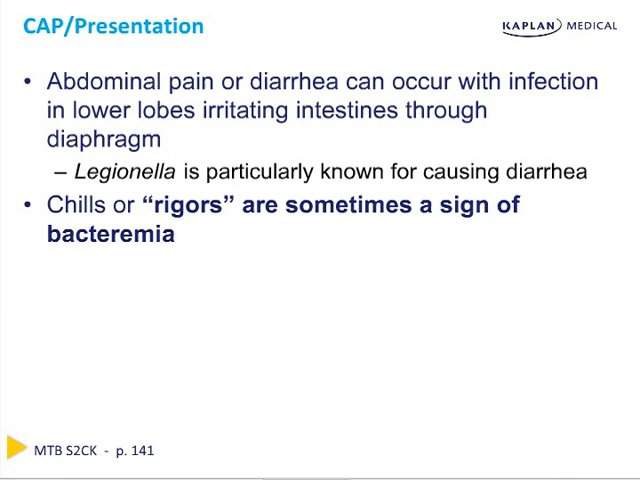 CAP/Presentation
KAPLAN MEDICAL
• Abdominal pain or diarrhea can occur with infection
in lower lobes irritating intestines through
diaphragm
– Legionella is particularly known for causing diarrhea
• Chills or “rigors” are sometimes a sign of
bacteremia
MTB S2CK - p. 141